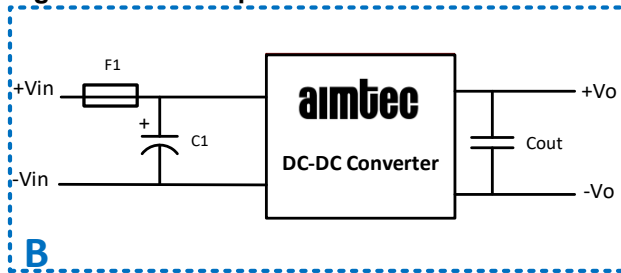 F1
+Vin
+
C1
-Vin
aimtec
DC-DC Converter
+Vo
Cout
-Vo
B